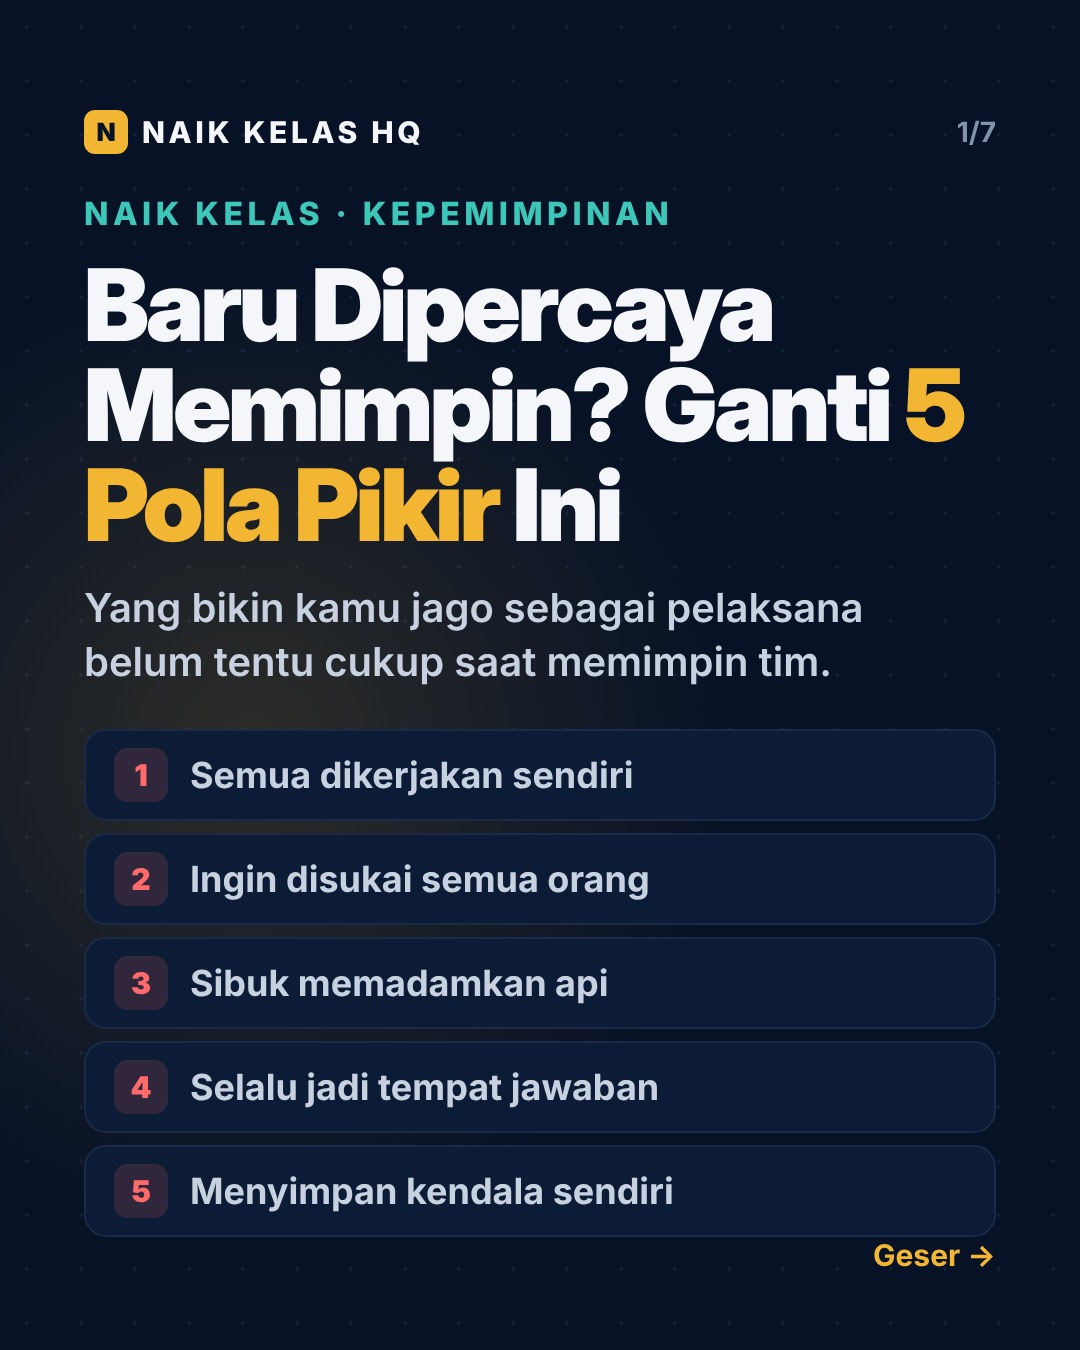 N NAIK KELAS HQ
1/7
NAIK KELAS · KEPEMIMPINAN
Baru Dipercaya
Memimpin? Ganti 5
Pola Pikir Ini
Yang bikin kamu jago sebagai pelaksana
belum tentu cukup saat memimpin tim.
1 Semua dikerjakan sendiri
2 Ingin disukai semua orang
3 Sibuk memadamkan api
4 Selalu jadi tempat jawaban
5 Menyimpan kendala sendiri
Geser →